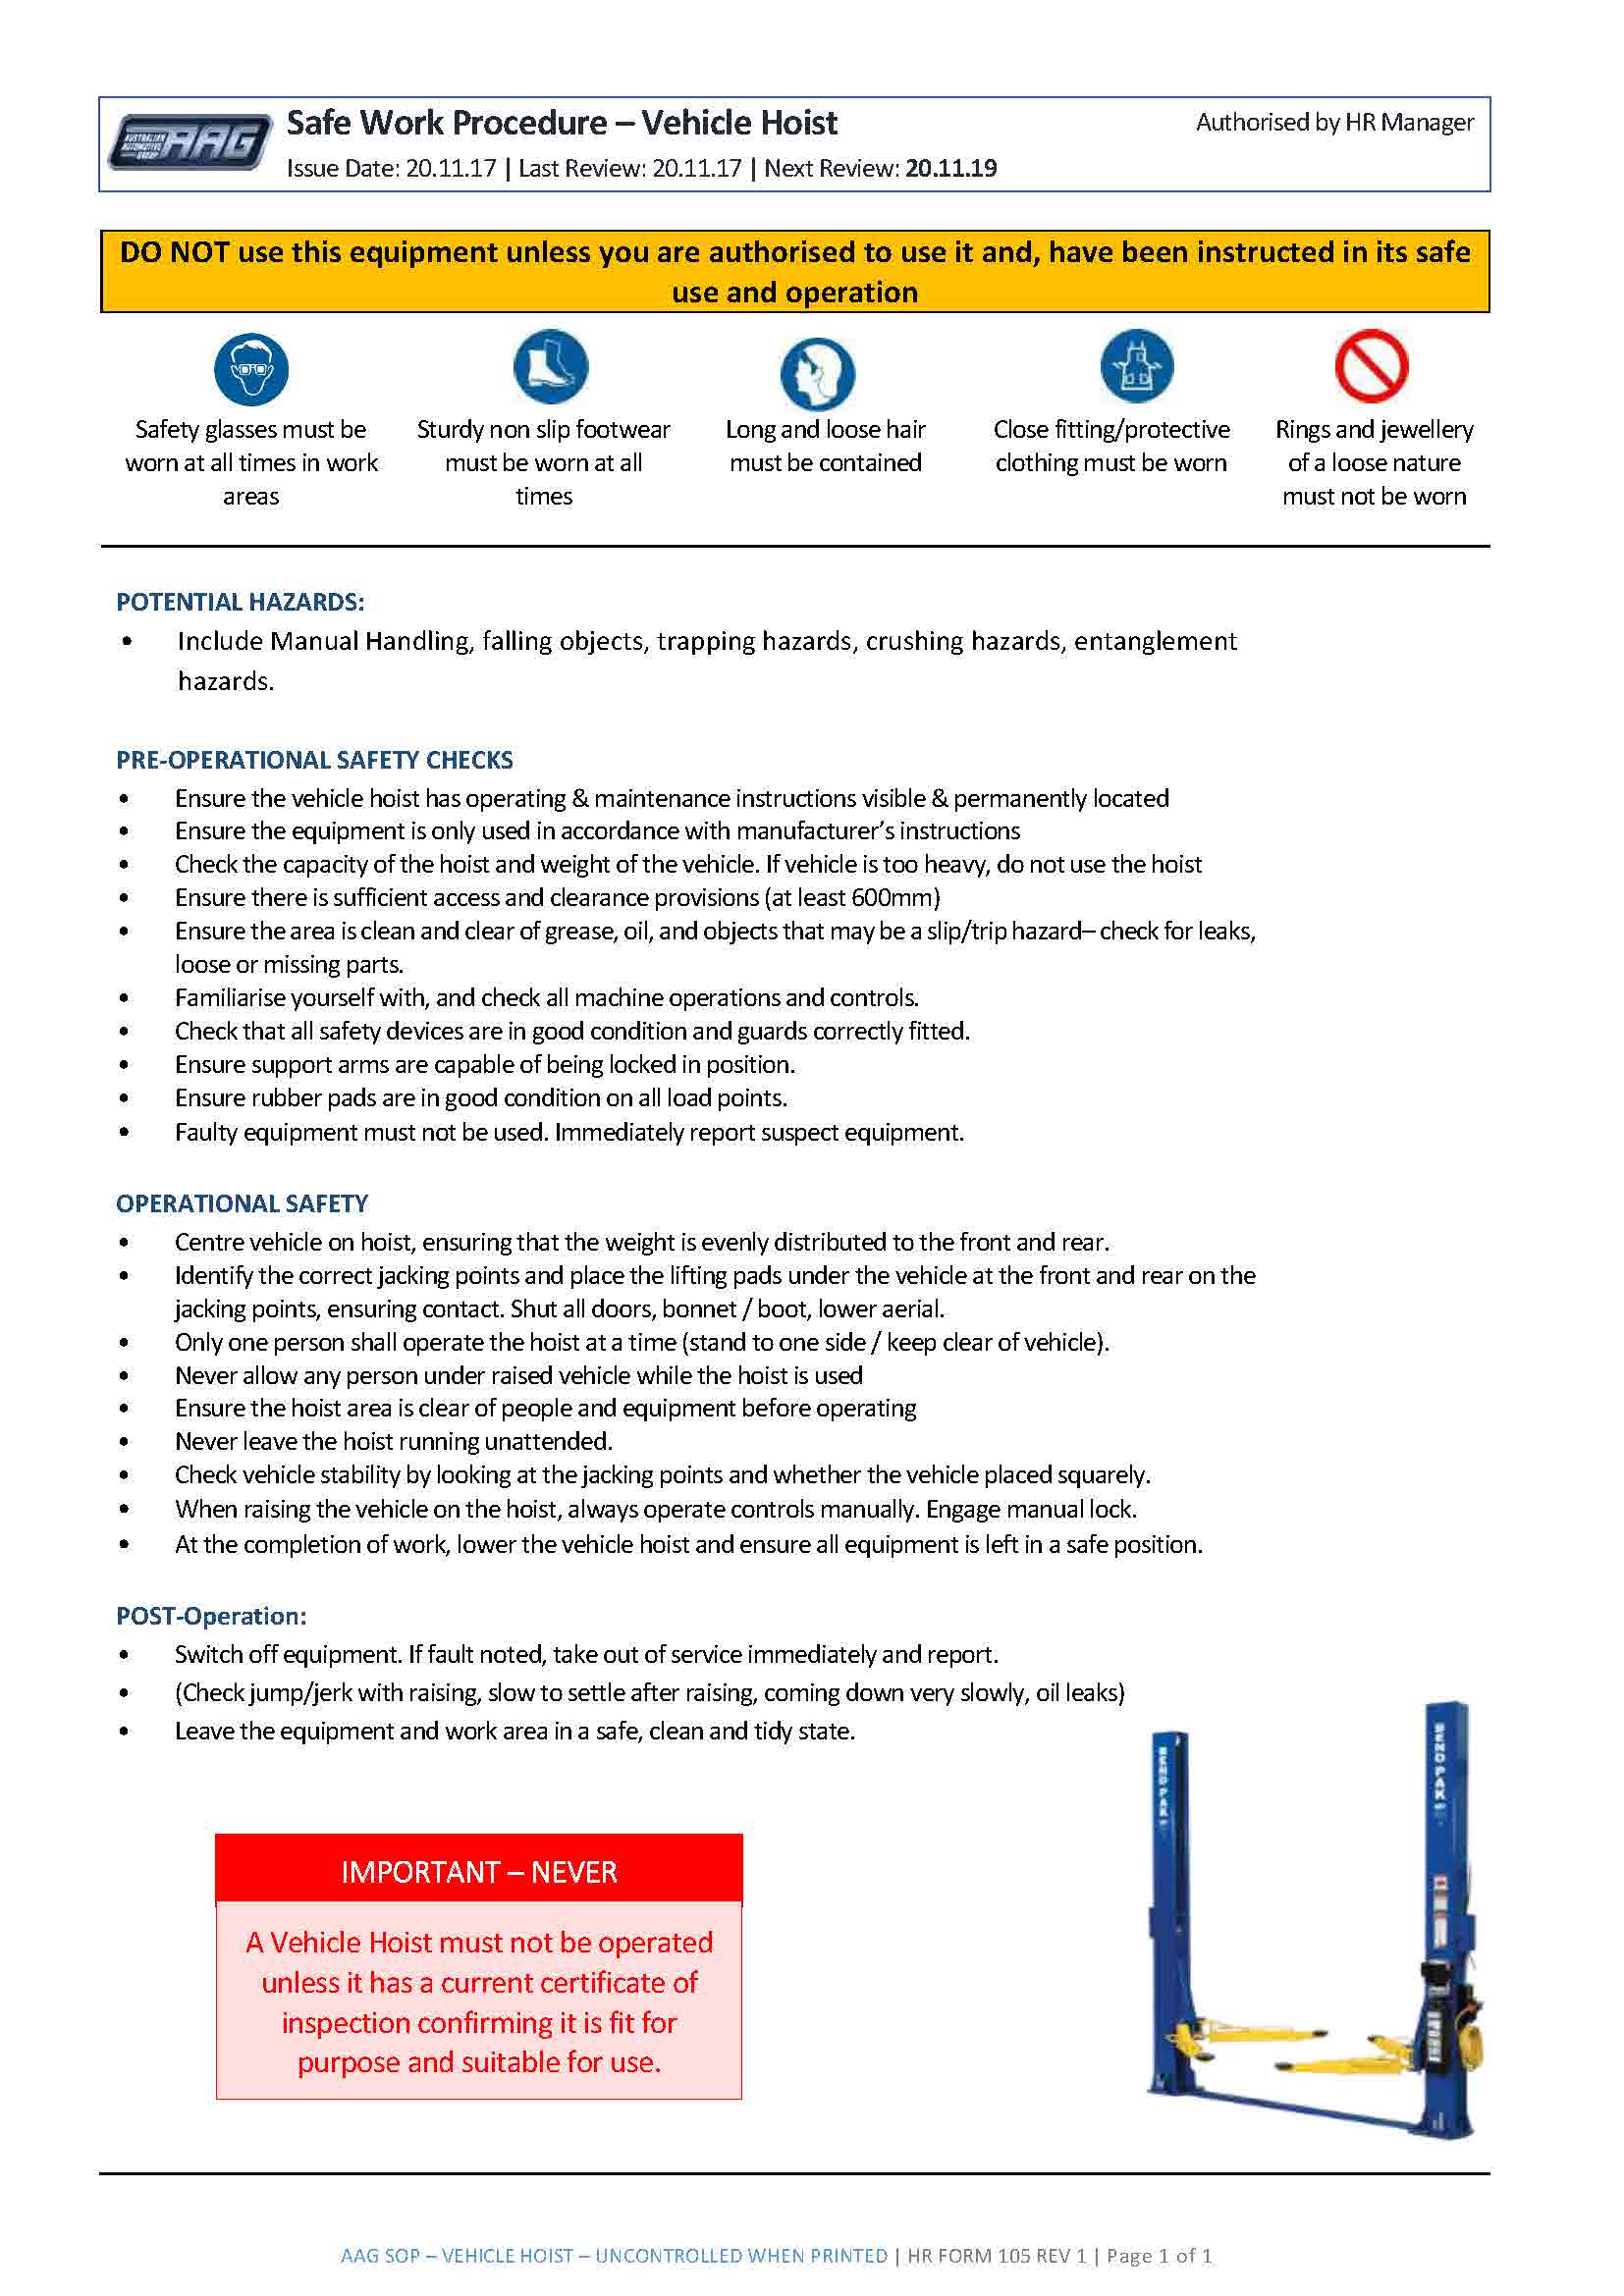 AUSTRALIAN
AUTOMOTIVE
GROUP
AAG
Safe Work Procedure – Vehicle Hoist
Authorised by HR Manager
Issue Date: 20.11.17 | Last Review: 20.11.17 | Next Review: 20.11.19
DO NOT use this equipment unless you are authorised to use it and, have been instructed in its safe
use and operation
Safety glasses must be
worn at all times in work
areas
Sturdy non slip footwear
must be worn at all
times
Long and loose hair
must be contained
Close fitting/protective
clothing must be worn
Rings and jewellery
of a loose nature
must not be worn
POTENTIAL HAZARDS:
• Include Manual Handling, falling objects, trapping hazards, crushing hazards, entanglement
hazards.
PRE-OPERATIONAL SAFETY CHECKS
• Ensure the vehicle hoist has operating & maintenance instructions visible & permanently located
• Ensure the equipment is only used in accordance with manufacturer’s instructions
• Check the capacity of the hoist and weight of the vehicle. If vehicle is too heavy, do not use the hoist
• Ensure there is sufficient access and clearance provisions (at least 600mm)
• Ensure the area is clean and clear of grease, oil, and objects that may be a slip/trip hazard– check for leaks,
loose or missing parts.
• Familiarise yourself with, and check all machine operations and controls.
• Check that all safety devices are in good condition and guards correctly fitted.
• Ensure support arms are capable of being locked in position.
• Ensure rubber pads are in good condition on all load points.
• Faulty equipment must not be used. Immediately report suspect equipment.
OPERATIONAL SAFETY
• Centre vehicle on hoist, ensuring that the weight is evenly distributed to the front and rear.
• Identify the correct jacking points and place the lifting pads under the vehicle at the front and rear on the
jacking points, ensuring contact. Shut all doors, bonnet / boot, lower aerial.
• Only one person shall operate the hoist at a time (stand to one side / keep clear of vehicle).
• Never allow any person under raised vehicle while the hoist is used
• Ensure the hoist area is clear of people and equipment before operating
• Never leave the hoist running unattended.
• Check vehicle stability by looking at the jacking points and whether the vehicle placed squarely.
• When raising the vehicle on the hoist, always operate controls manually. Engage manual lock.
• At the completion of work, lower the vehicle hoist and ensure all equipment is left in a safe position.
POST-Operation:
• Switch off equipment. If fault noted, take out of service immediately and report.
• (Check jump/jerk with raising, slow to settle after raising, coming down very slowly, oil leaks)
• Leave the equipment and work area in a safe, clean and tidy state.
BENDPAK
BENDPAK
IMPORTANT – NEVER
A Vehicle Hoist must not be operated
unless it has a current certificate of
inspection confirming it is fit for
purpose and suitable for use.
AAG SOP – VEHICLE HOIST – UNCONTROLLED WHEN PRINTED | HR FORM 105 REV 1 | Page 1 of 1